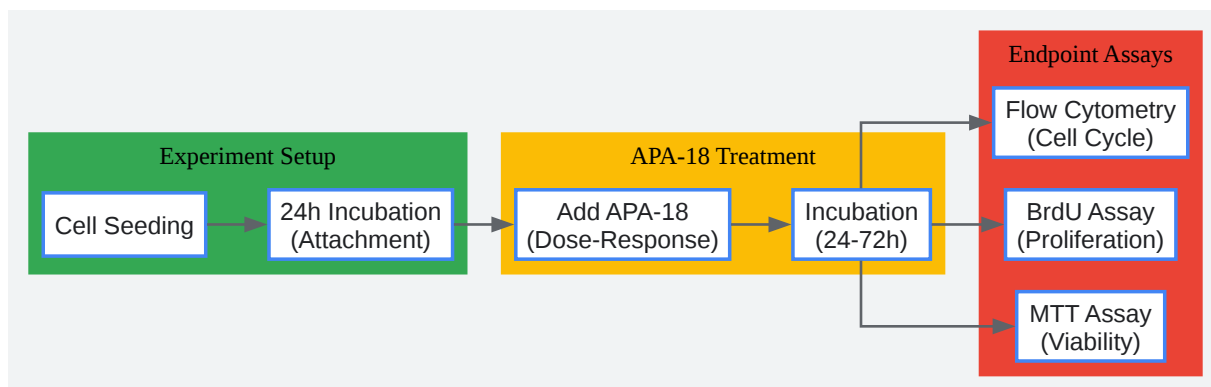 Experiment Setup
Cell Seeding
24h Incubation
(Attachment)
APA-18 Treatment
Add APA-18
(Dose-Response)
Incubation
(24-72h)
Endpoint Assays
Flow Cytometry
(Cell Cycle)
BrdU Assay
(Proliferation)
MTT Assay
(Viability)